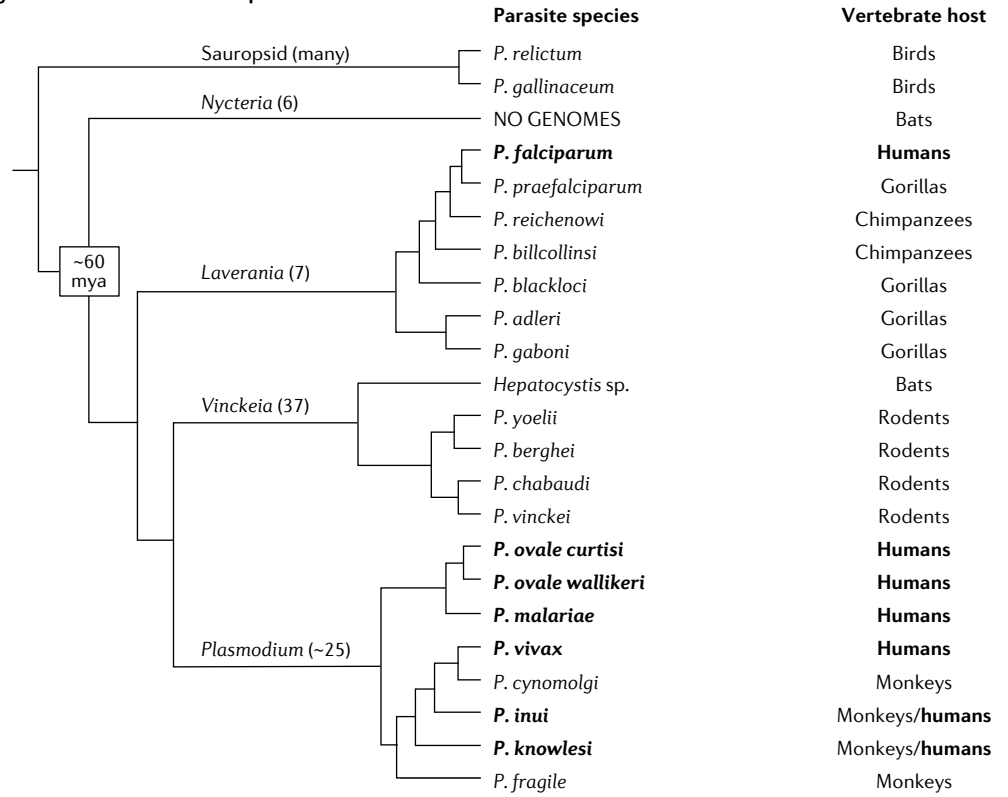 Parasite species Vertebrate host
Sauropsid (many) P. relictum Birds
P. gallinaceum Birds
Nycteria (6) NO GENOMES Bats
P. falciparum Humans
P. praefalciparum Gorillas
P. reichenowi Chimpanzees
P. billcollinsi Chimpanzees
~60
mya
Laverania (7) P. blacklocki Gorillas
P. adleri Gorillas
P. gaboni Gorillas
Hepatocystis sp. Bats
Vinckeia (37) P. yoelii Rodents
P. berghei Rodents
P. chabaudi Rodents
P. vinckei Rodents
P. ovale curtisi Humans
P. ovale wallikeri Humans
P. malariae Humans
Plasmodium (~25) P. vivax Humans
P. cynomolgi Monkeys
P. inui Monkeys/humans
P. knowlesi Monkeys/humans
P. fragile Monkeys